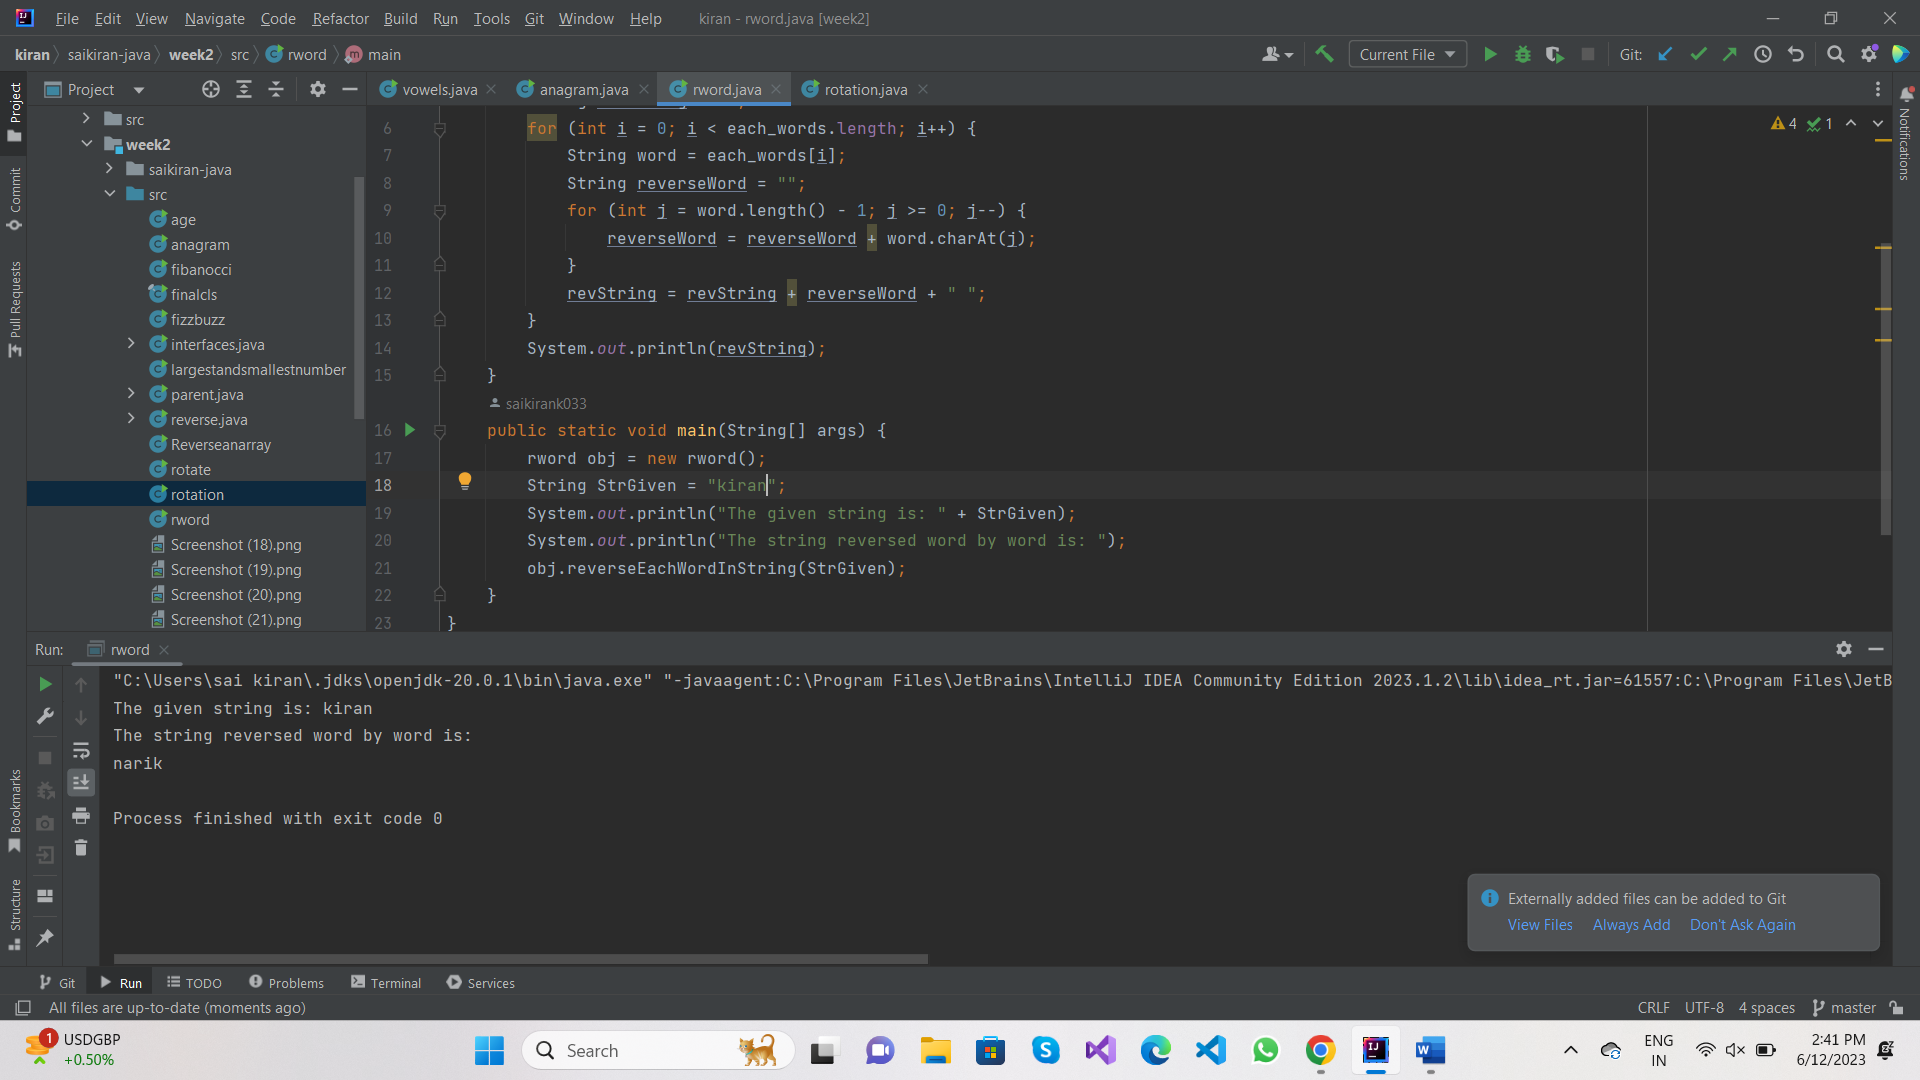 File Edit View Navigate Code Refactor Build Run Tools Git Window Help kiran - rword.java [week2]
kiran saikiran-java week2 src rword main Current File Git:
Project
vowels.java anagram.java rword.java rotation.java
src
week2
saikiran-java
src
age
anagram
fibanocci
finalcls
fizzbuzz
interfaces.java
largestandsmallestnumber
parent.java
reverse.java
Reverseanarray
rotate
rotation
rword
Screenshot (18).png
Screenshot (19).png
Screenshot (20).png
Screenshot (21).png
Project
Commit
Pull Requests
Bookmarks
Structure
Notifications
4 1
6 for (int i = 0; i < each_words.length; i++) {
7 String word = each_words[i];
8 String reverseWord = "";
9 for (int j = word.length() - 1; j >= 0; j--) {
10 reverseWord = reverseWord + word.charAt(j);
11 }
12 revString = revString + reverseWord + " ";
13 }
14 System.out.println(revString);
15 }
saikirank033
16 public static void main(String[] args) {
17 rword obj = new rword();
18 String StrGiven = "kiran";
19 System.out.println("The given string is: " + StrGiven);
20 System.out.println("The string reversed word by word is: ");
21 obj.reverseEachWordInString(StrGiven);
22 }
23 }
Run: rword
"C:\Users\sai kiran\.jdks\openjdk-20.0.1\bin\java.exe" "-javaagent:C:\Program Files\JetBrains\IntelliJ IDEA Community Edition 2023.1.2\lib\idea_rt.jar=61557:C:\Program Files\JetB
The given string is: kiran
The string reversed word by word is:
narik
Process finished with exit code 0
Externally added files can be added to Git
View Files Always Add Don't Ask Again
Git Run TODO Problems Terminal Services
All files are up-to-date (moments ago) CRLF UTF-8 4 spaces master
1 USDGBP
+0.50%
Search
ENG
IN
2:41 PM
6/12/2023